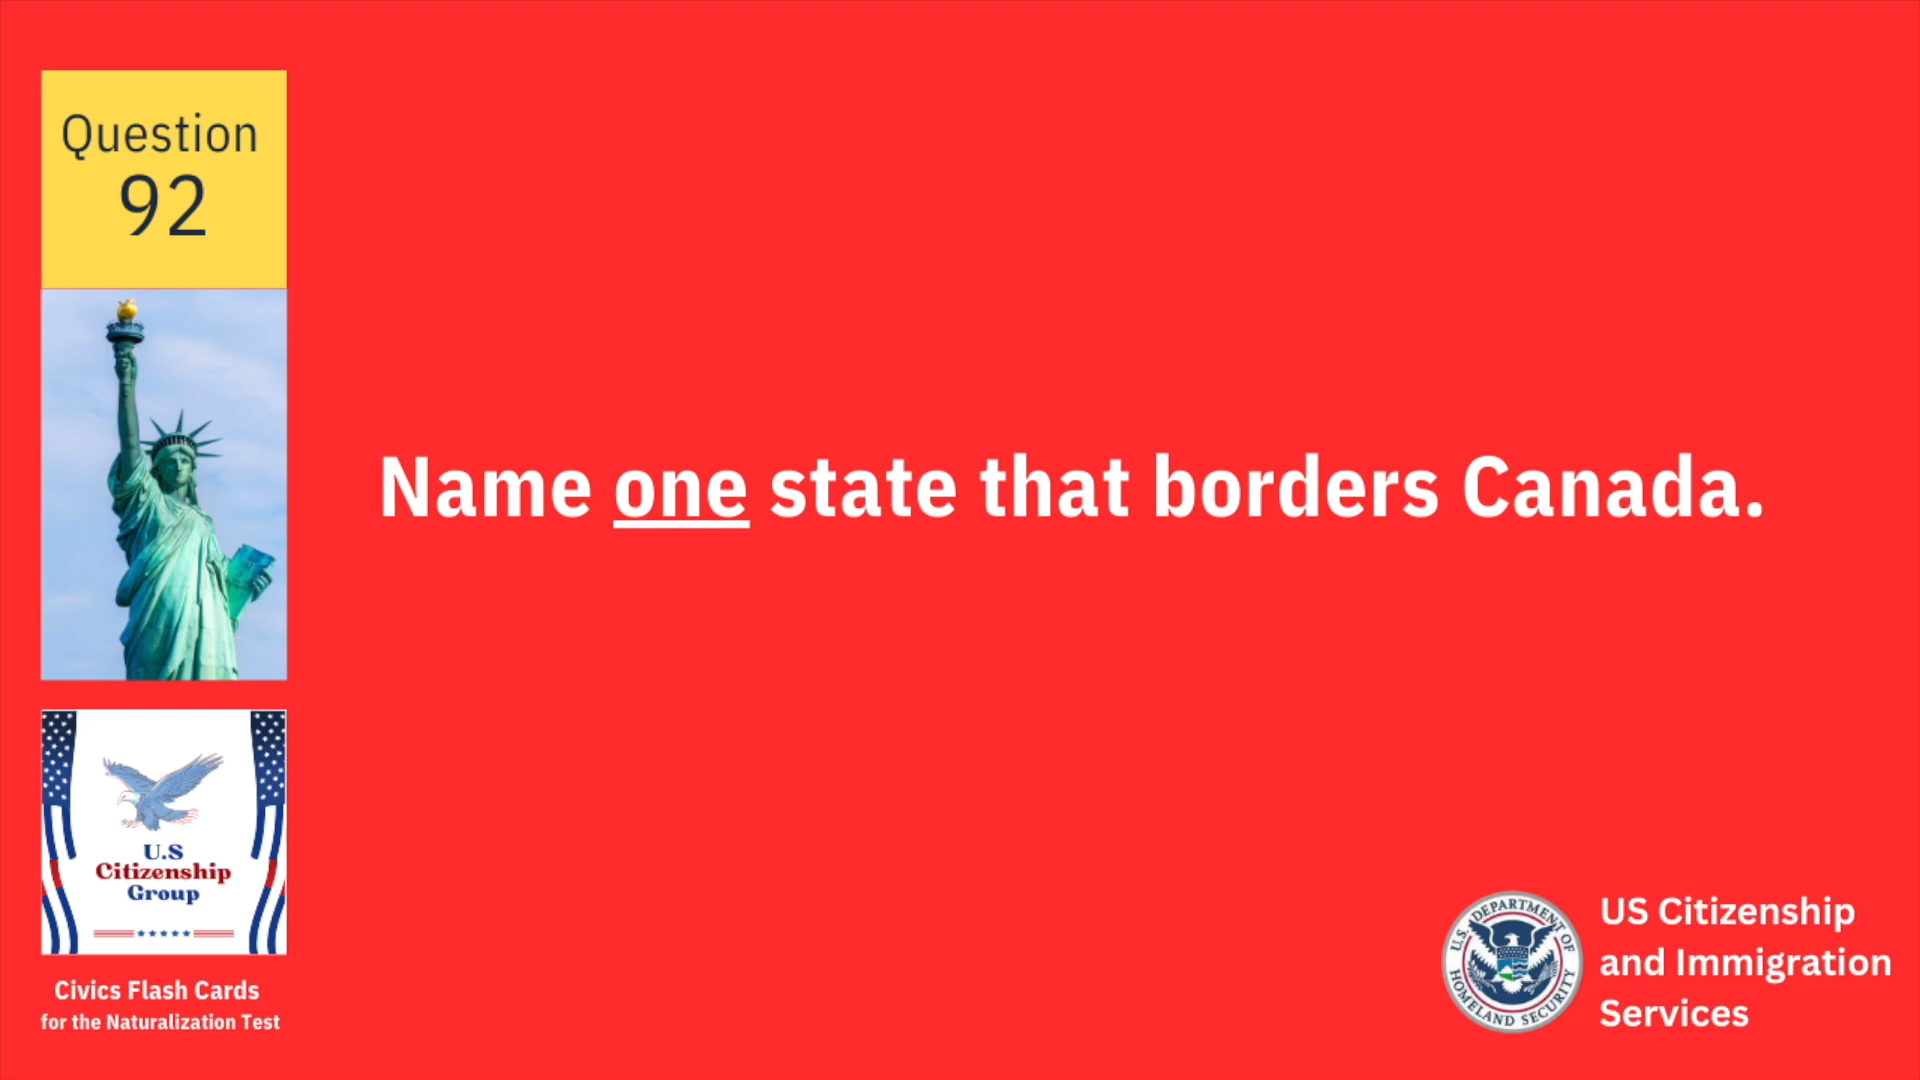 Question
92
Name one state that borders Canada.
U.S
Citizenship
Group
Civics Flash Cards
for the Naturalization Test
U.S. DEPARTMENT OF
HOMELAND SECURITY
US Citizenship
and Immigration
Services